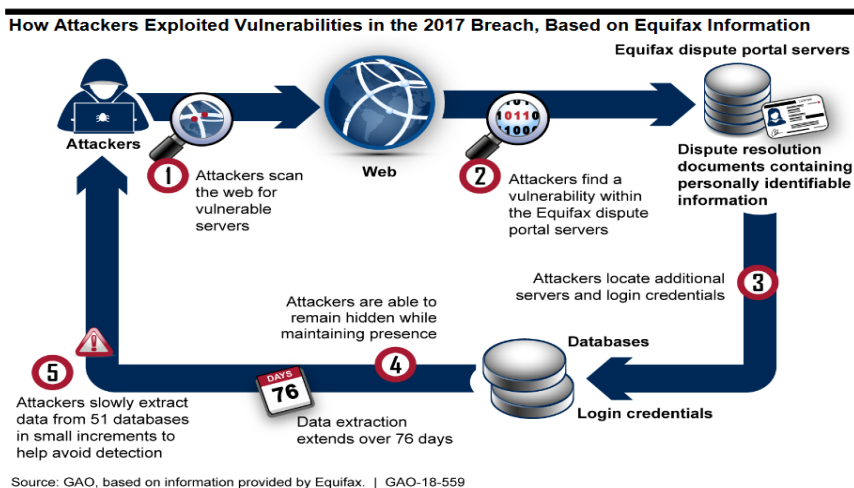 How Attackers Exploited Vulnerabilities in the 2017 Breach, Based on Equifax Information
Equifax dispute portal servers
Attackers
Web
1
Attackers scan
the web for
vulnerable
servers
0110
100
2
Attackers find a
vulnerability within
the Equifax dispute
portal servers
Dispute resolution
documents containing
personally identifiable
information
3
Attackers locate additional
servers and login credentials
Databases
Login credentials
4
Attackers are able to
remain hidden while
maintaining presence
DAYS
76
Data extraction
extends over 76 days
5
Attackers slowly extract
data from 51 databases
in small increments to
help avoid detection
Source: GAO, based on information provided by Equifax. | GAO-18-559